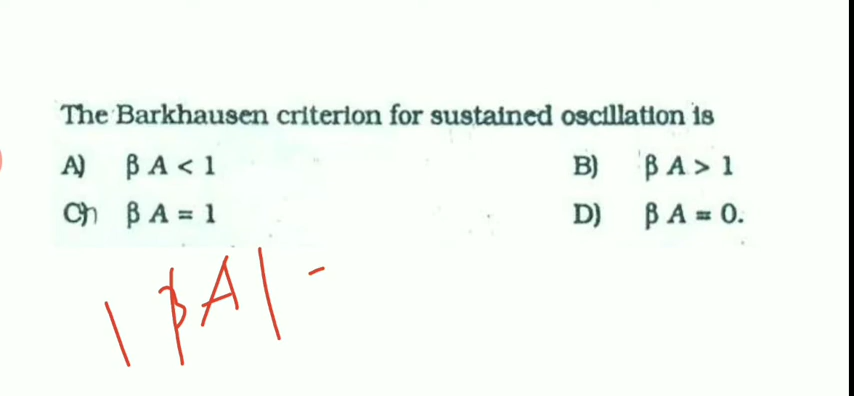 The Barkhausen criterion for sustained oscillation is
A) β A < 1
B) β A > 1
C) β A = 1
D) β A = 0.
|βA| -